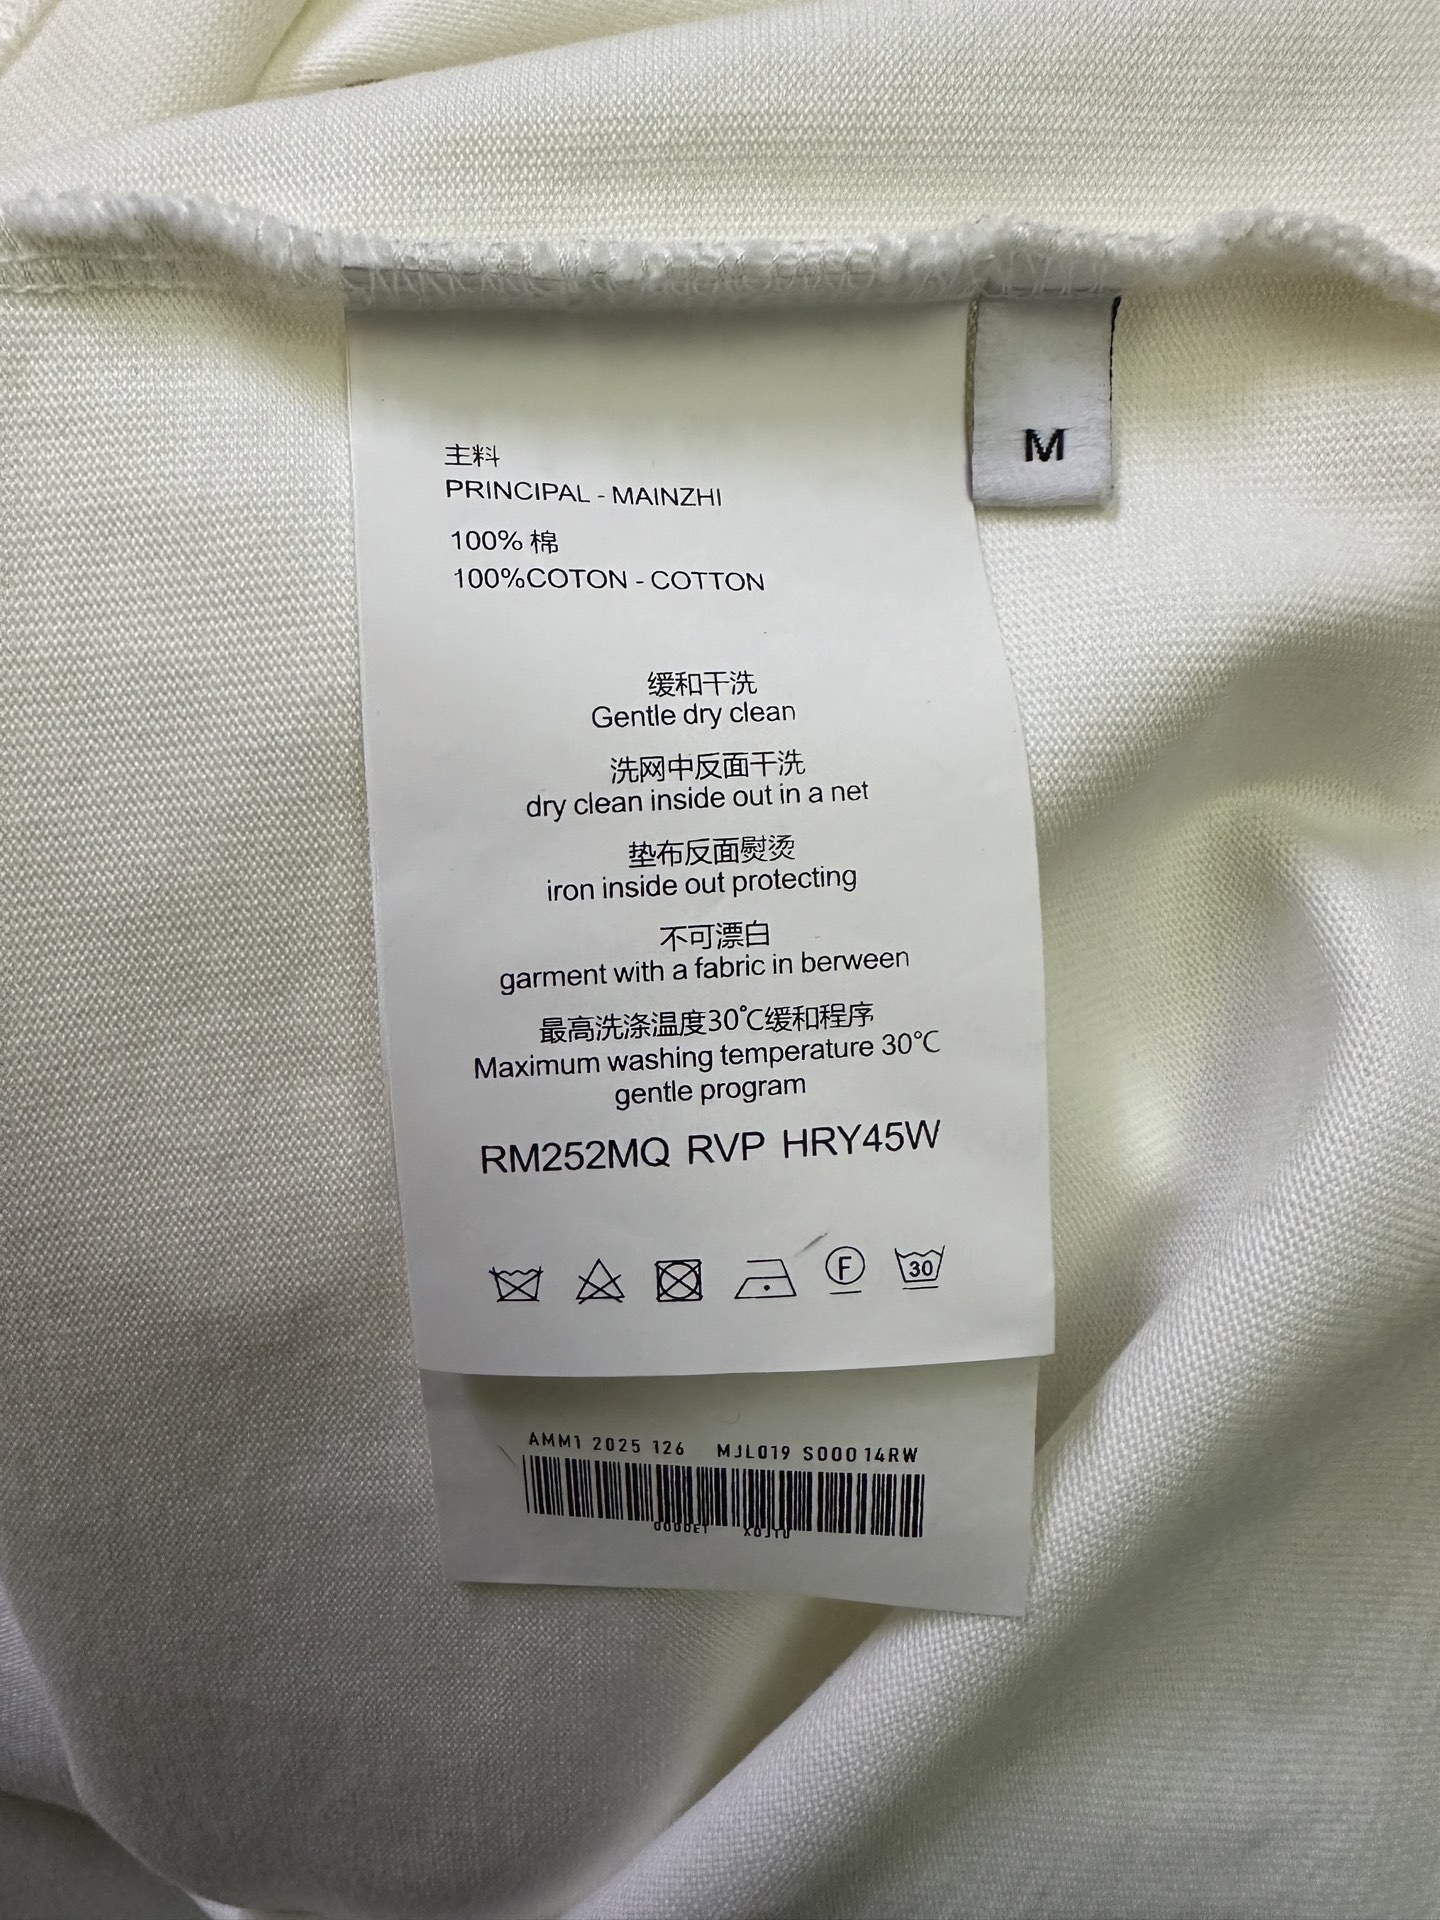 M
主料
PRINCIPAL - MAINZHI
100% 棉
100%COTON - COTTON
缓和干洗
Gentle dry clean
洗网中反面干洗
dry clean inside out in a net
垫布反面熨烫
iron inside out protecting
不可漂白
garment with a fabric in berween
最高洗涤温度30℃缓和程序
Maximum washing temperature 30℃
gentle program
RM252MQ RVP HRY45W
F 30
AMM1 2025 126 MJL019 S000 14RW